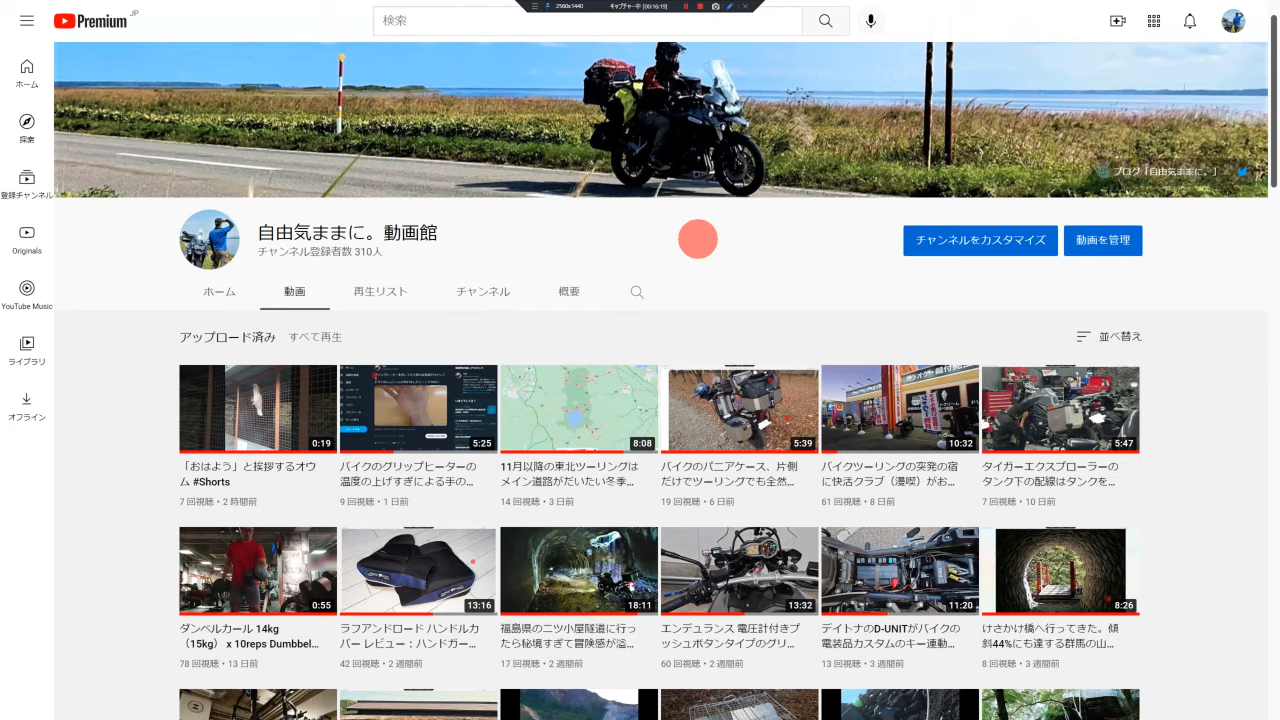 2560x1440 キャプチャー中 [00:16:19]
Premium JP
検索
ホーム
探索
登録チャンネル
Originals
YouTube Music
ライブラリ
オフライン
ブログ「自由気ままに。」
自由気ままに。動画館
チャンネル登録者数 310人
チャンネルをカスタマイズ
動画を管理
ホーム 動画 再生リスト チャンネル 概要
アップロード済み すべて再生
並べ替え
0:19
5:25
8:08
5:39
10:32
5:47
「おはよう」と挨拶するオウ
ム #Shorts
7 回視聴・2 時間前
バイクのグリップヒーターの
温度の上げすぎによる手の...
9 回視聴・1 日前
11月以降の東北ツーリングは
メイン道路がだいたい冬季...
14 回視聴・3 日前
バイクのパニアケース、片側
だけでツーリングでも全然...
19 回視聴・6 日前
バイクツーリングの突発の宿
に快活クラブ（漫喫）がお...
61 回視聴・8 日前
タイガーエクスプローラーの
タンク下の配線はタンクを...
7 回視聴・10 日前
0:55
13:16
18:11
13:32
11:20
8:26
ダンベルカール 14kg
（15kg） x 10reps Dumbbel...
78 回視聴・13 日前
ラフアンドロード ハンドルカ
バー レビュー：ハンドガー...
42 回視聴・2 週間前
福島県の二ツ小屋隧道に行っ
たら秘境すぎて冒険感が溢...
17 回視聴・2 週間前
エンデュランス 電圧計付きプ
ッシュボタンタイプのグリ...
60 回視聴・2 週間前
デイトナのD-UNITがバイクの
電装品カスタムのキー連動...
13 回視聴・3 週間前
けさかけ橋へ行ってきた。傾
斜44%にも達する群馬の山...
8 回視聴・3 週間前